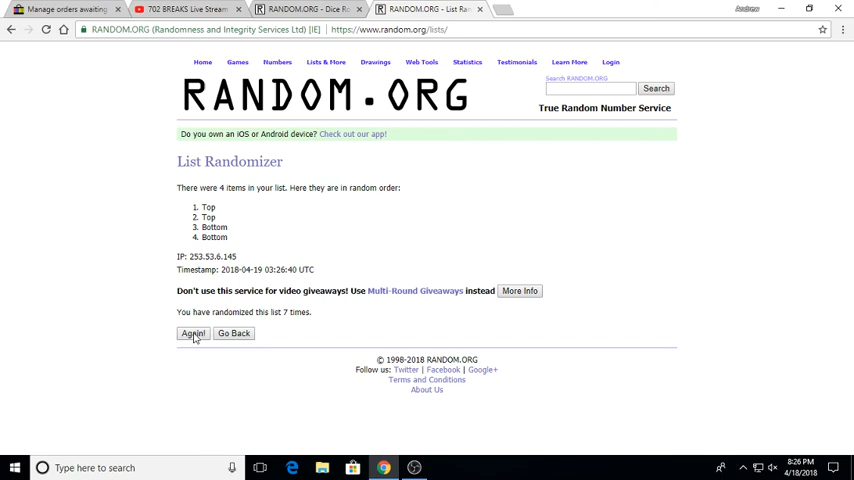 Manage orders awaiting
702 BREAKS Live Stream
RANDOM.ORG - Dice Ro
RANDOM.ORG - List Ran
Andrew
RANDOM.ORG (Randomness and Integrity Services Ltd) [IE] https://www.random.org/lists/
Home Games Numbers Lists & More Drawings Web Tools Statistics Testimonials Learn More Login
RANDOM.ORG
Search RANDOM.ORG
Search
True Random Number Service
Do you own an iOS or Android device? Check out our app!
List Randomizer
There were 4 items in your list. Here they are in random order:
1. Top
2. Top
3. Bottom
4. Bottom
IP: 253.53.6.145
Timestamp: 2018-04-19 03:26:40 UTC
Don't use this service for video giveaways! Use Multi-Round Giveaways instead More Info
You have randomized this list 7 times.
Again! Go Back
© 1998-2018 RANDOM.ORG
Follow us: Twitter | Facebook | Google+
Terms and Conditions
About Us
Type here to search
8:26 PM
4/18/2018